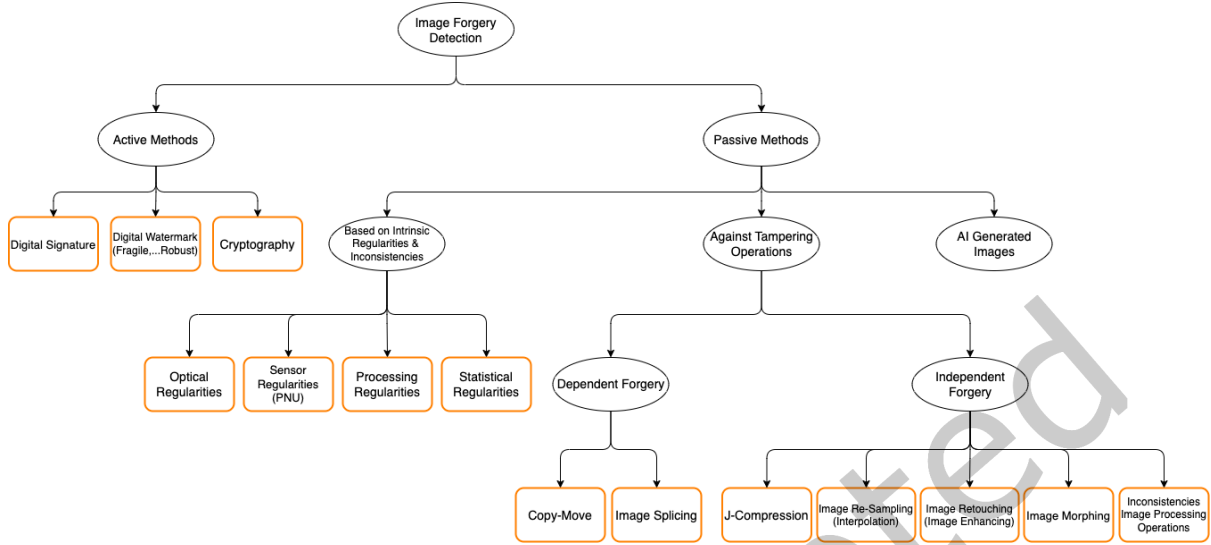 Image Forgery
Detection
Active Methods
Passive Methods
Digital Signature
Digital Watermark
(Fragile,...Robust)
Cryptography
Based on Intrinsic
Regularities &
Inconsistencies
Against Tampering
Operations
AI Generated
Images
Optical
Regularities
Sensor
Regularities
(PNU)
Processing
Regularities
Statistical
Regularities
Dependent Forgery
Independent
Forgery
Copy-Move
Image Splicing
J-Compression
Image Re-Sampling
(Interpolation)
Image Retouching
(Image Enhancing)
Image Morphing
Inconsistencies
Image Processing
Operations